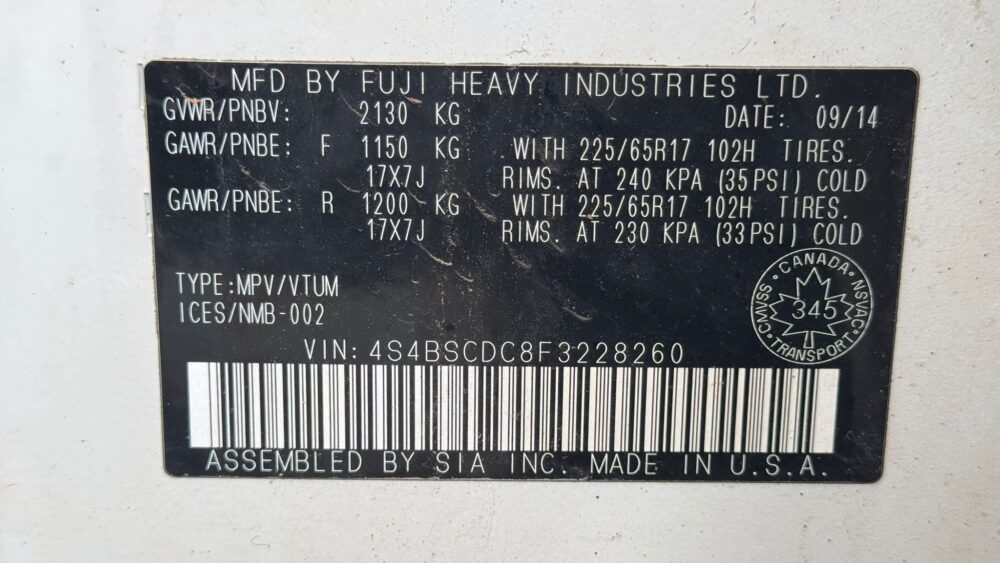 MFD BY FUJI HEAVY INDUSTRIES LTD.
GVWR/PNBV: 2130 KG DATE: 09/14
GAWR/PNBE: F 1150 KG WITH 225/65R17 102H TIRES.
17X7J RIMS. AT 240 KPA (35PSI) COLD
GAWR/PNBE: R 1200 KG WITH 225/65R17 102H TIRES.
17X7J RIMS. AT 230 KPA (33PSI) COLD
TYPE:MPV/VTUM
ICES/NMB-002
CANADA
CMVSS 345 NSVAC
TRANSPORT
VIN: 4S4BSCDC8F3228260
ASSEMBLED BY SIA INC. MADE IN U.S.A.